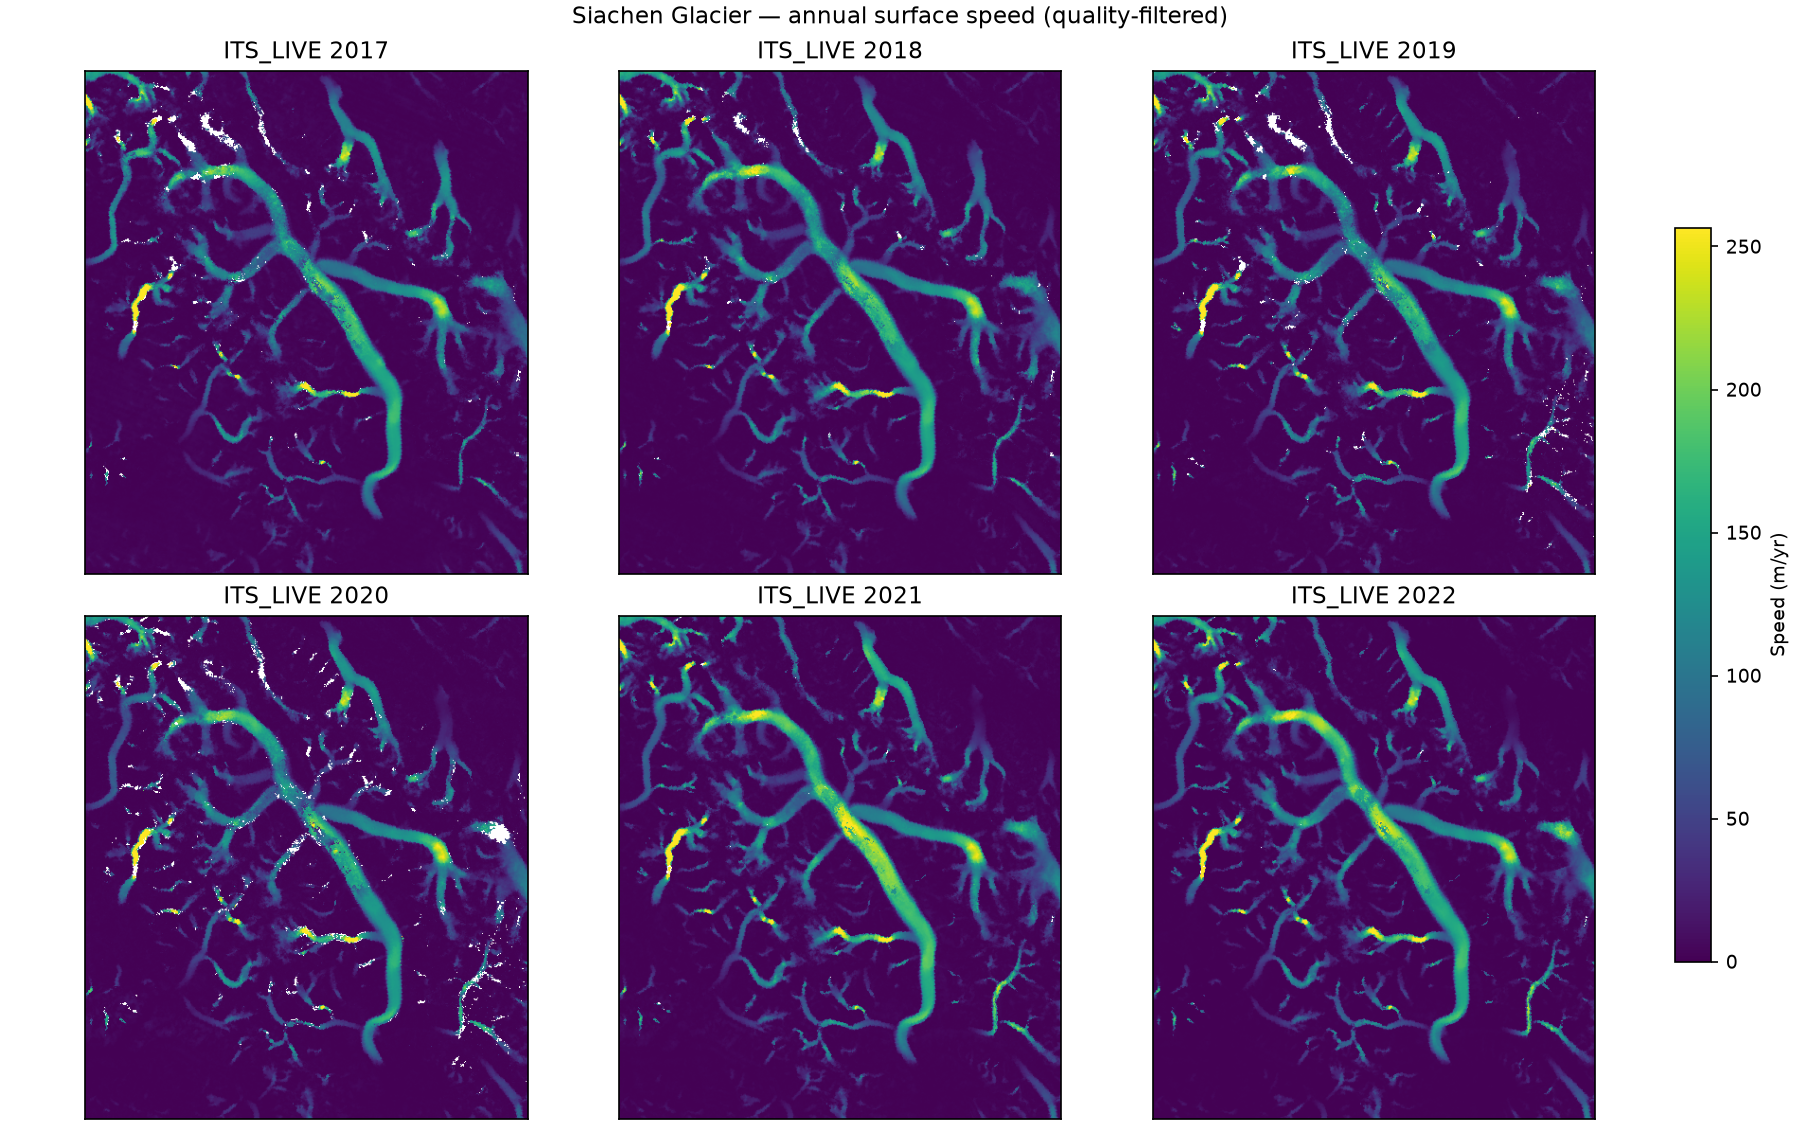 Siachen Glacier — annual surface speed (quality-filtered)
ITS_LIVE 2017
ITS_LIVE 2018
ITS_LIVE 2019
ITS_LIVE 2020
ITS_LIVE 2021
ITS_LIVE 2022
250
200
150
100
50
0
Speed (m/yr)